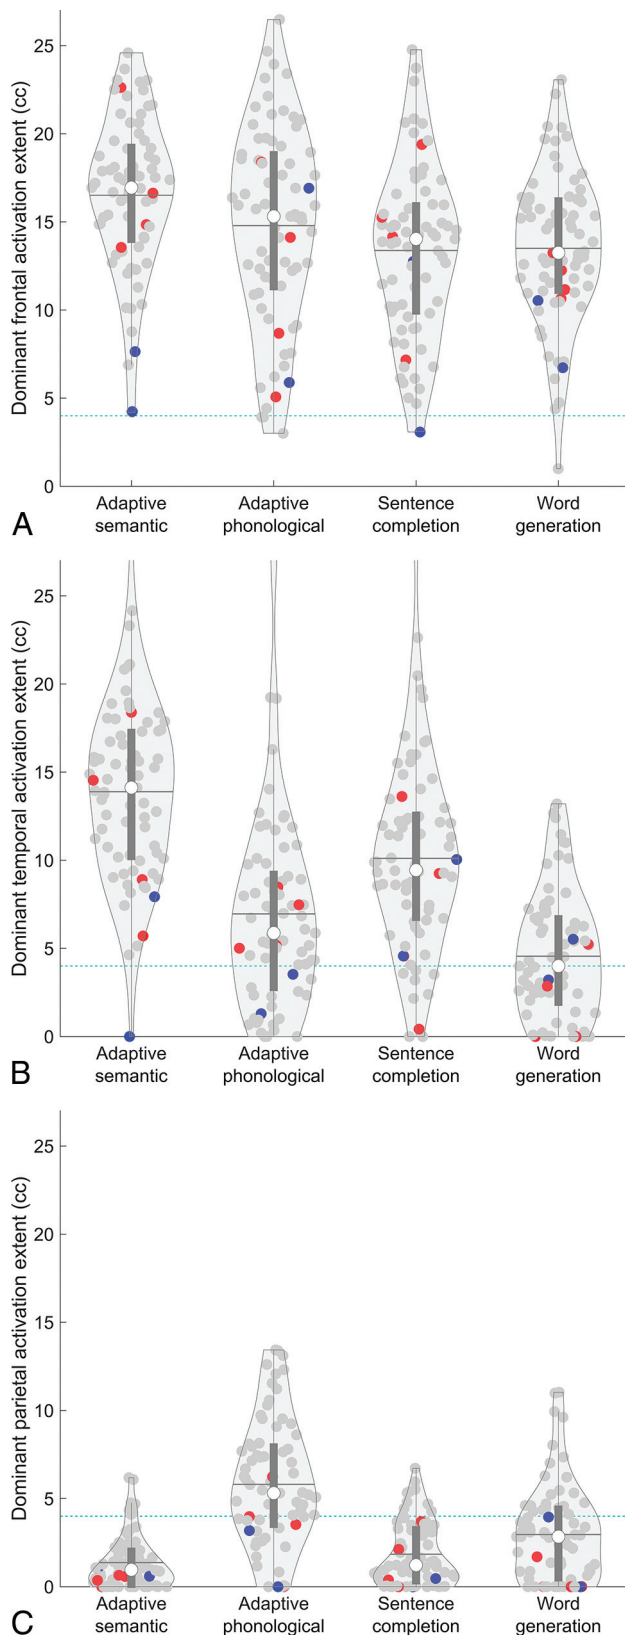 Dominant frontal activation extent (cc)
25
20
15
10
5
0
Adaptive semantic
Adaptive phonological
Sentence completion
Word generation
A
Dominant temporal activation extent (cc)
25
20
15
10
5
0
Adaptive semantic
Adaptive phonological
Sentence completion
Word generation
B
Dominant parietal activation extent (cc)
25
20
15
10
5
0
Adaptive semantic
Adaptive phonological
Sentence completion
Word generation
C